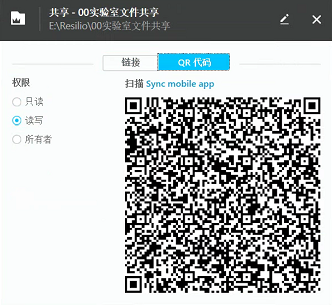 共享 - 00实验室文件共享
E:\Resilio\00实验室文件共享
链接
QR 代码
权限
扫描 Sync mobile app
只读
读写
所有者